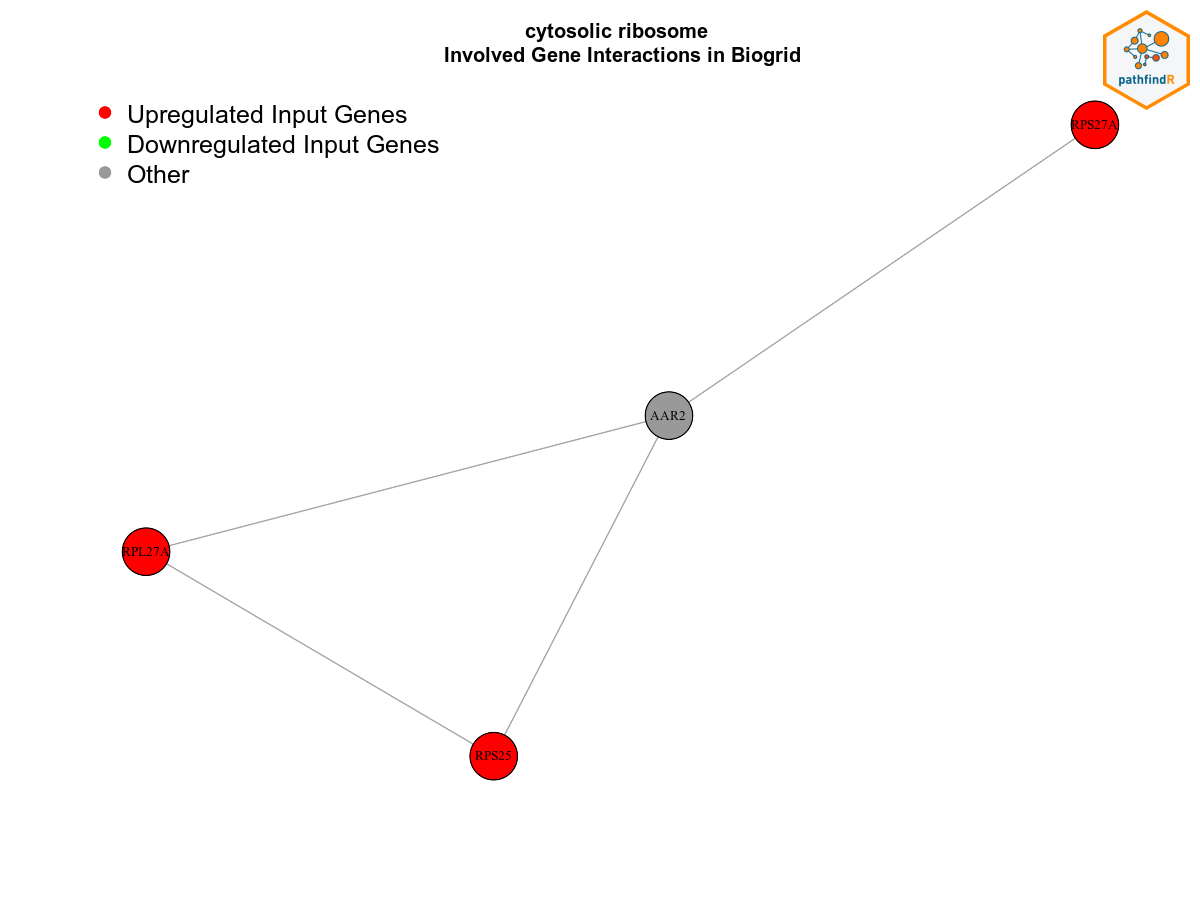 cytosolic ribosome
Involved Gene Interactions in Biogrid
pathfindR
Upregulated Input Genes
Downregulated Input Genes
Other
RPS27A
AAR2
RPL27A
RPS25